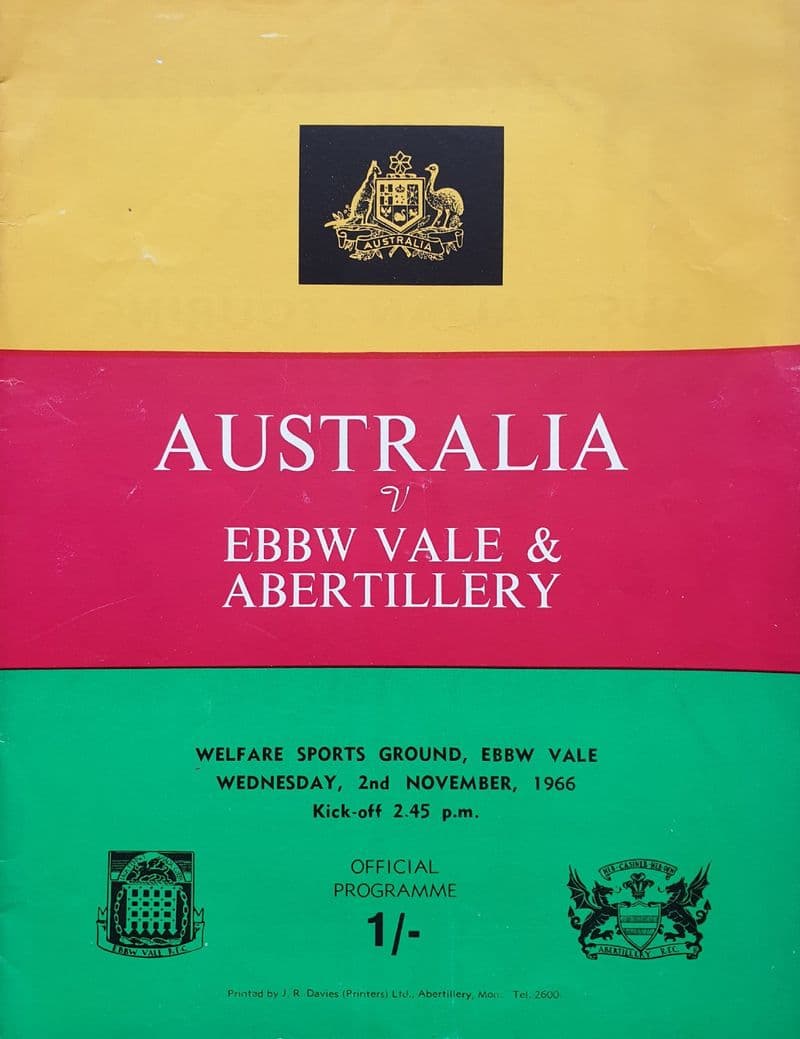 AUSTRALIA
AUSTRALIA
v
EBBW VALE &
ABERTILLERY
WELFARE SPORTS GROUND, EBBW VALE
WEDNESDAY, 2nd NOVEMBER, 1966
Kick-off 2.45 p.m.
OFFICIAL
PROGRAMME
1/-
EBBW VALE R.F.C.
ABERTILLERY R.F.C.
Printed by J. R. Davies (Printers) Ltd., Abertillery, Mon. Tel. 2600